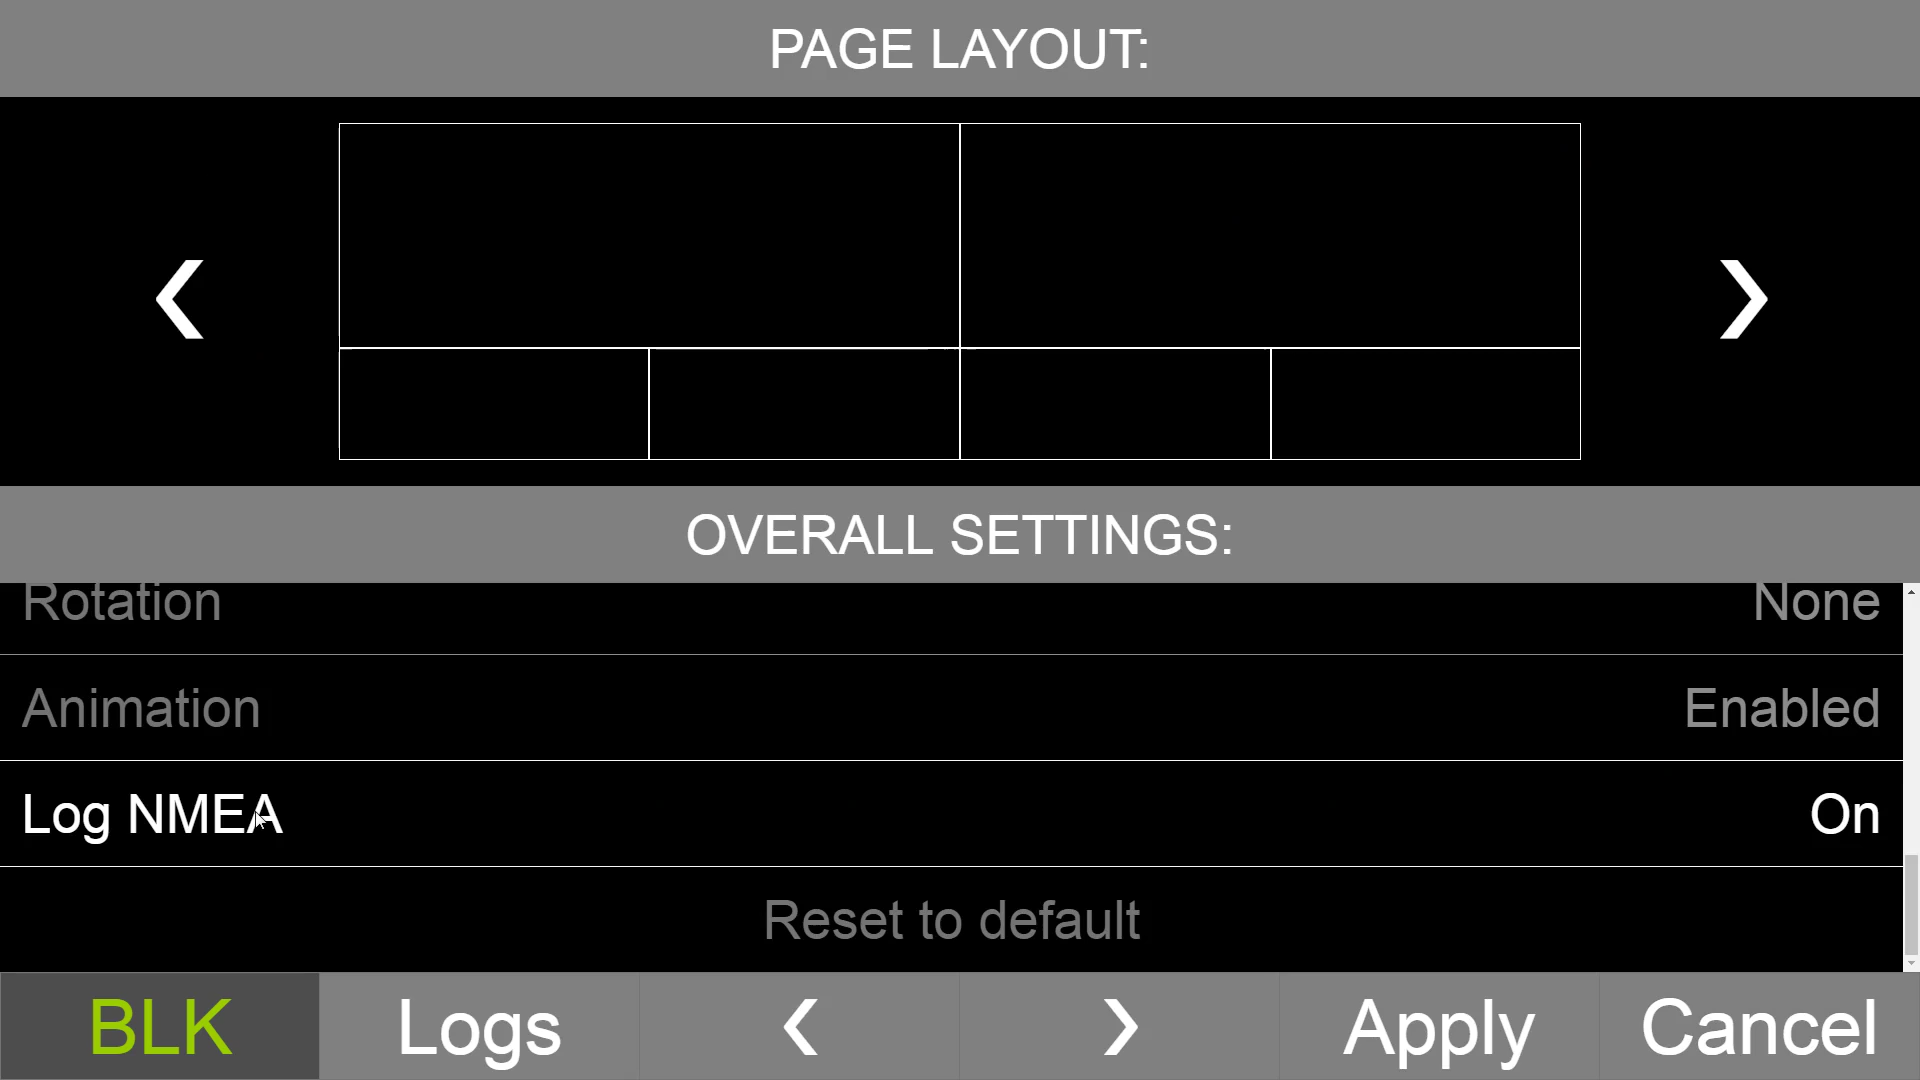 PAGE LAYOUT:
OVERALL SETTINGS:
Rotation None
Animation Enabled
Log NMEA On
Reset to default
BLK Logs Apply Cancel